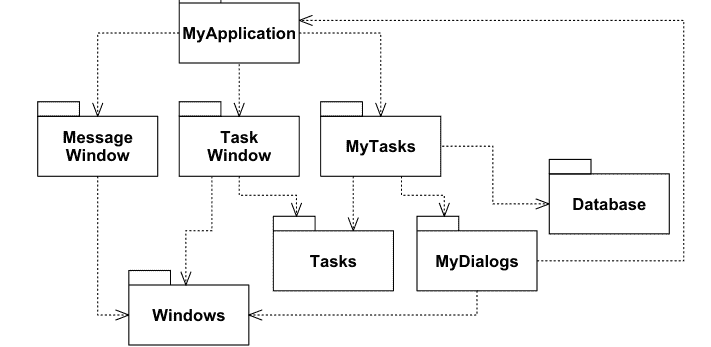 MyApplication
Message
Window
Task
Window
MyTasks
Database
Tasks
MyDialogs
Windows